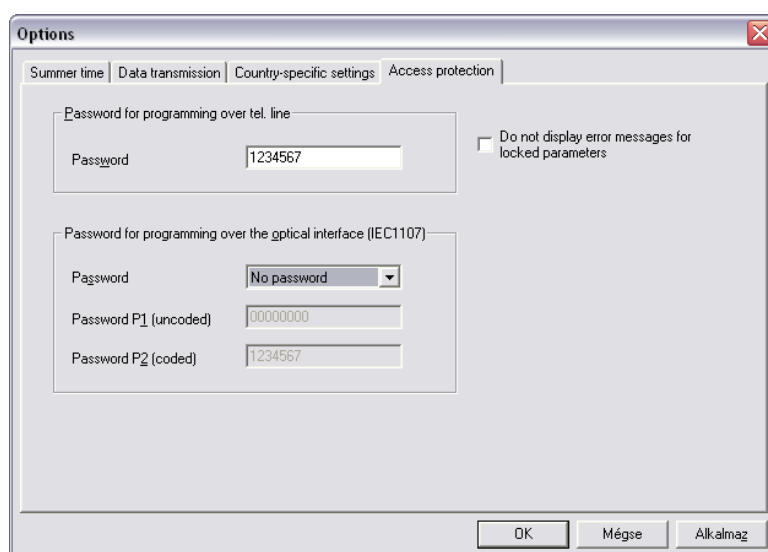 Options
Summer time Data transmission Country-specific settings Access protection
Password for programming over tel. line
Password 1234567
Do not display error messages for
locked parameters
Password for programming over the optical interface (IEC1107)
Password No password
Password P1 (uncoded) 00000000
Password P2 (coded) 1234567
OK Mégse Alkalmaz